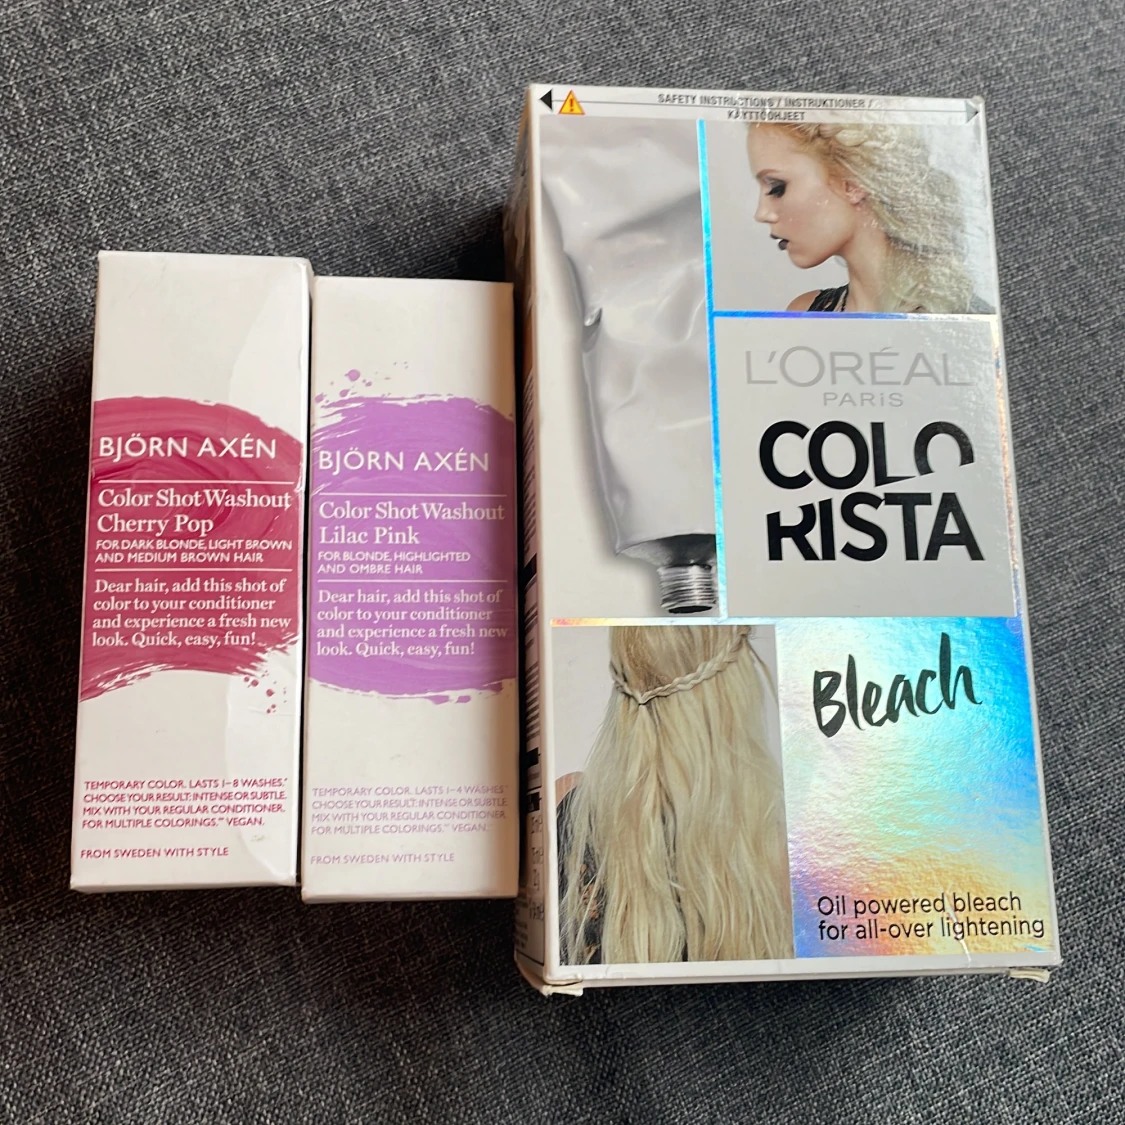 BJÖRN AXÉN
Color Shot Washout
Cherry Pop
FOR DARK BLONDE, LIGHT BROWN
AND MEDIUM BROWN HAIR
Dear hair, add this shot of
color to your conditioner
and experience a fresh new
look. Quick, easy, fun!
TEMPORARY COLOR. LASTS 1–8 WASHES.*
CHOOSE YOUR RESULT: INTENSE OR SUBTLE.
MIX WITH YOUR REGULAR CONDITIONER.
FOR MULTIPLE COLORINGS.** VEGAN.
FROM SWEDEN WITH STYLE
BJÖRN AXÉN
Color Shot Washout
Lilac Pink
FOR BLONDE, HIGHLIGHTED
AND OMBRE HAIR
Dear hair, add this shot of
color to your conditioner
and experience a fresh new
look. Quick, easy, fun!
TEMPORARY COLOR. LASTS 1–4 WASHES.*
CHOOSE YOUR RESULT: INTENSE OR SUBTLE.
MIX WITH YOUR REGULAR CONDITIONER.
FOR MULTIPLE COLORINGS.** VEGAN.
FROM SWEDEN WITH STYLE
SAFETY INSTRUCTIONS / INSTRUKTIONER /
KÄYTTÖOHJEET
L'ORÉAL
PARIS
COLO
RISTA
Bleach
Oil powered bleach
for all-over lightening